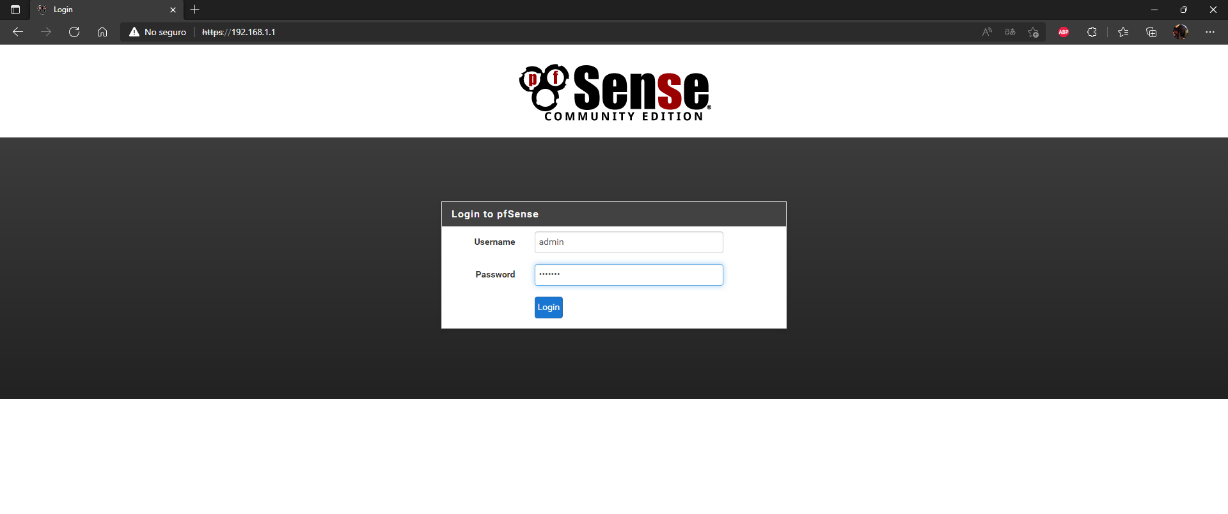 Login
No seguro https://192.168.1.1
ABP
pf Sense
COMMUNITY EDITION
Login to pfSense
Username admin
Password •••••••
Login